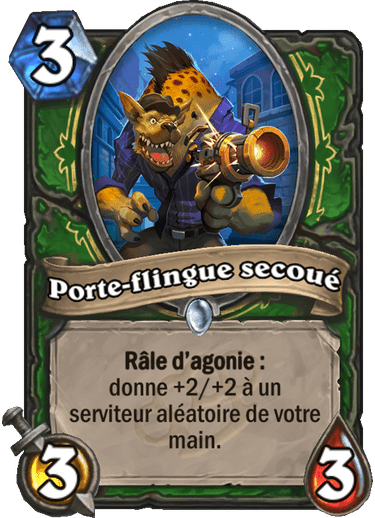 3
Porte-flingue secoué
Râle d’agonie :
donne +2/+2 à un
serviteur aléatoire de votre
main.
3
3